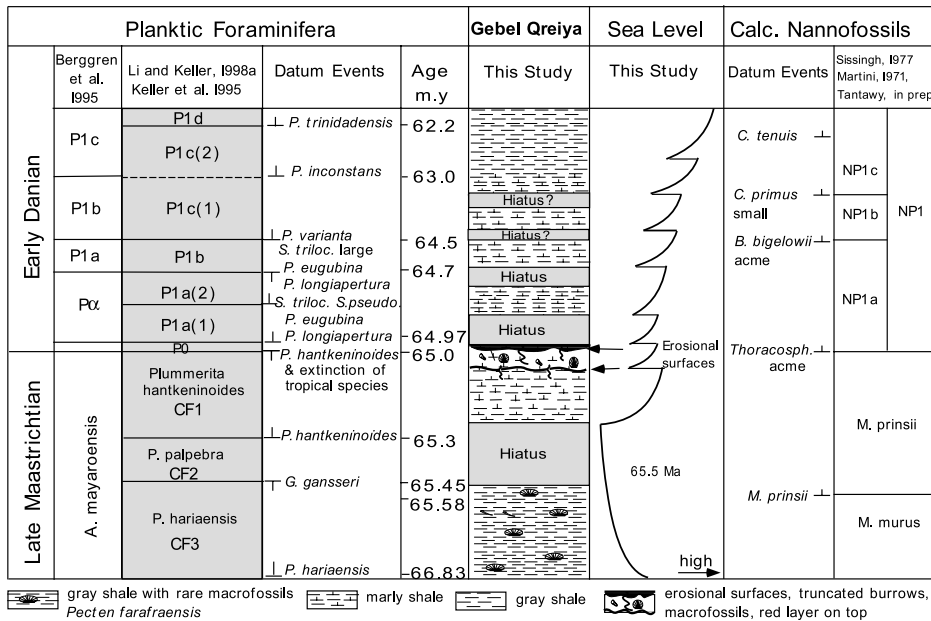 Planktic Foraminifera
Gebel Qreiya
Sea Level
Calc. Nannofossils
Berggren
et al.
l995
Li and Keller, l998a
Keller et al. l995
Datum Events
Age
m.y
This Study
This Study
Datum Events
Sissingh, l977
Martini, l971,
Tantawy, in prep
Early Danian
Late Maastrichtian
P1c
P1b
P1a
Pα
A. mayaroensis
P1d
P1c(2)
P1c(1)
P1b
P1a(2)
P1a(1)
P0
Plummerita
hantkeninoides
CF1
P. palpebra
CF2
P. hariaensis
CF3
P. trinidadensis
P. inconstans
P. varianta
S. triloc. large
P. eugubina
P. longiapertura
S. triloc. S.pseudo.
P. eugubina
P. longiapertura
P. hantkeninoides
& extinction of
tropical species
P. hantkeninoides
G. gansseri
P. hariaensis
62.2
63.0
64.5
64.7
64.97
65.0
65.3
65.45
65.58
66.83
Hiatus?
Hiatus?
Hiatus
Hiatus
Hiatus
Erosional
surfaces
65.5 Ma
high
C. tenuis
C. primus
small
B. bigelowii
acme
Thoracosph.
acme
M. prinsii
NP1c
NP1b
NP1a
NP1
M. prinsii
M. murus
gray shale with rare macrofossils
Pecten farafraensis
marly shale
gray shale
erosional surfaces, truncated burrows,
macrofossils, red layer on top